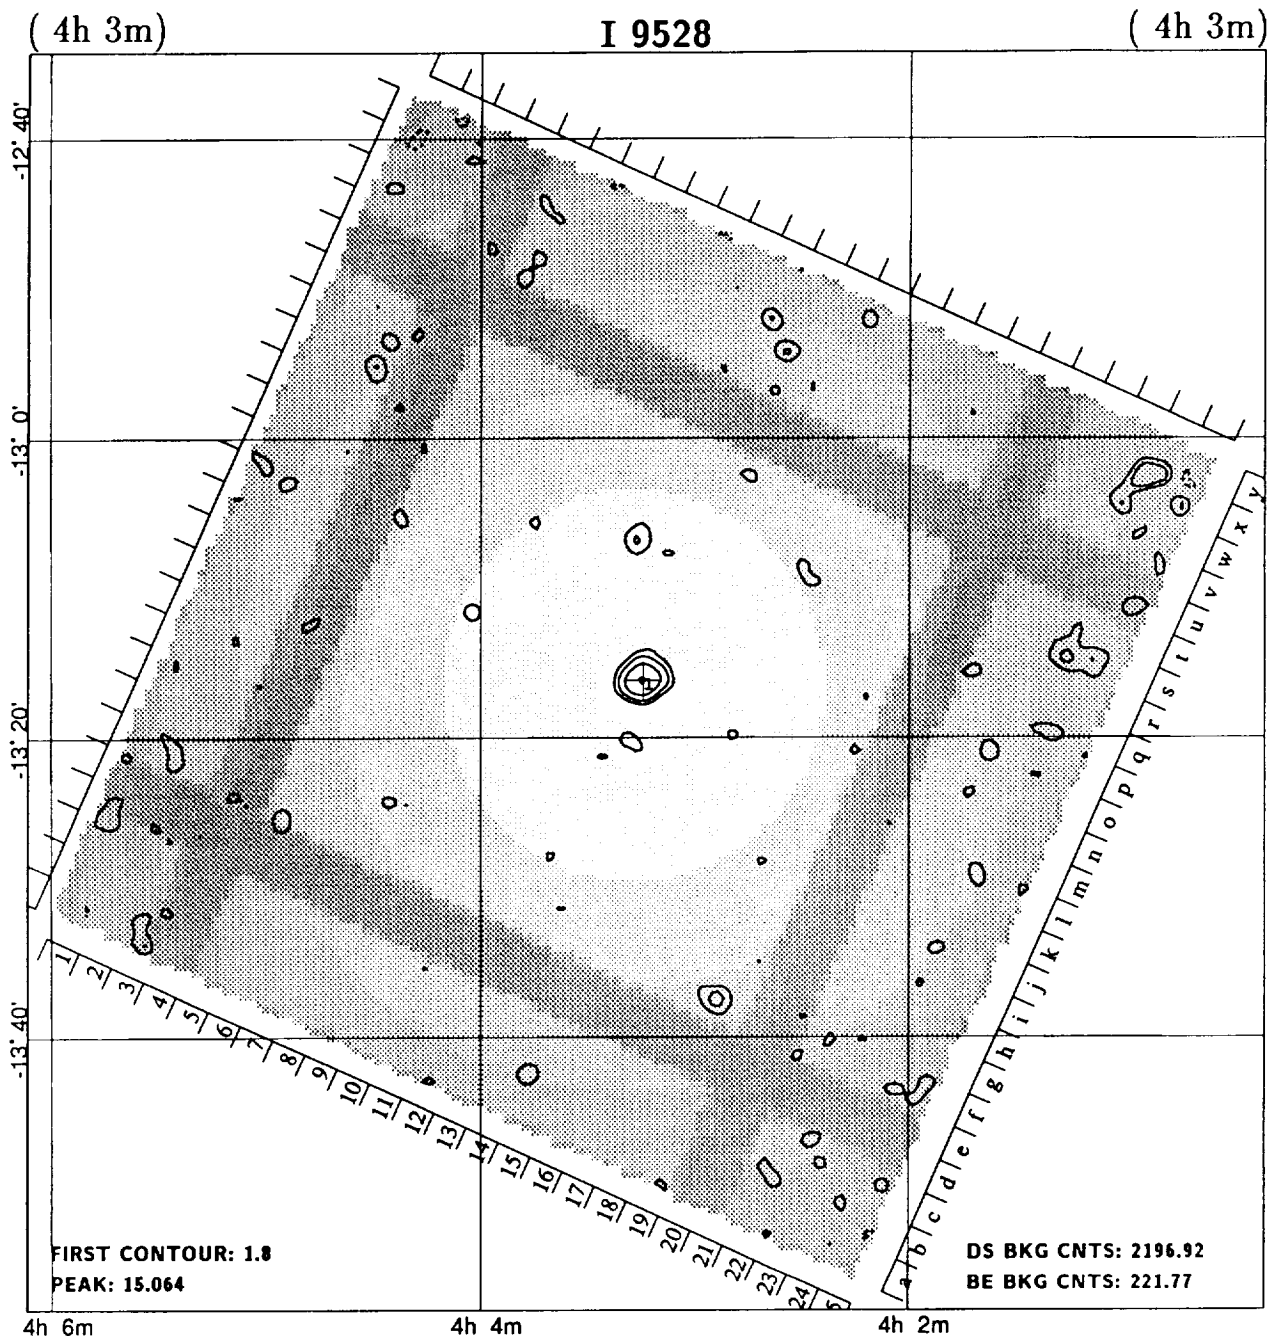 ( 4h 3m)
I 9528
( 4h 3m)
-12° 40'
-13° 0'
-13° 20'
-13° 40'
1
1 2 3 4 5 6 7 8 9 10 11 12 13 14 15 16 17 18 19 20 21 22 23 24
a b c d e f g h i j k l m n o p q r s t u v w x y
FIRST CONTOUR: 1.8
PEAK: 15.064
DS BKG CNTS: 2196.92
BE BKG CNTS: 221.77
4h 6m
4h 4m
4h 2m